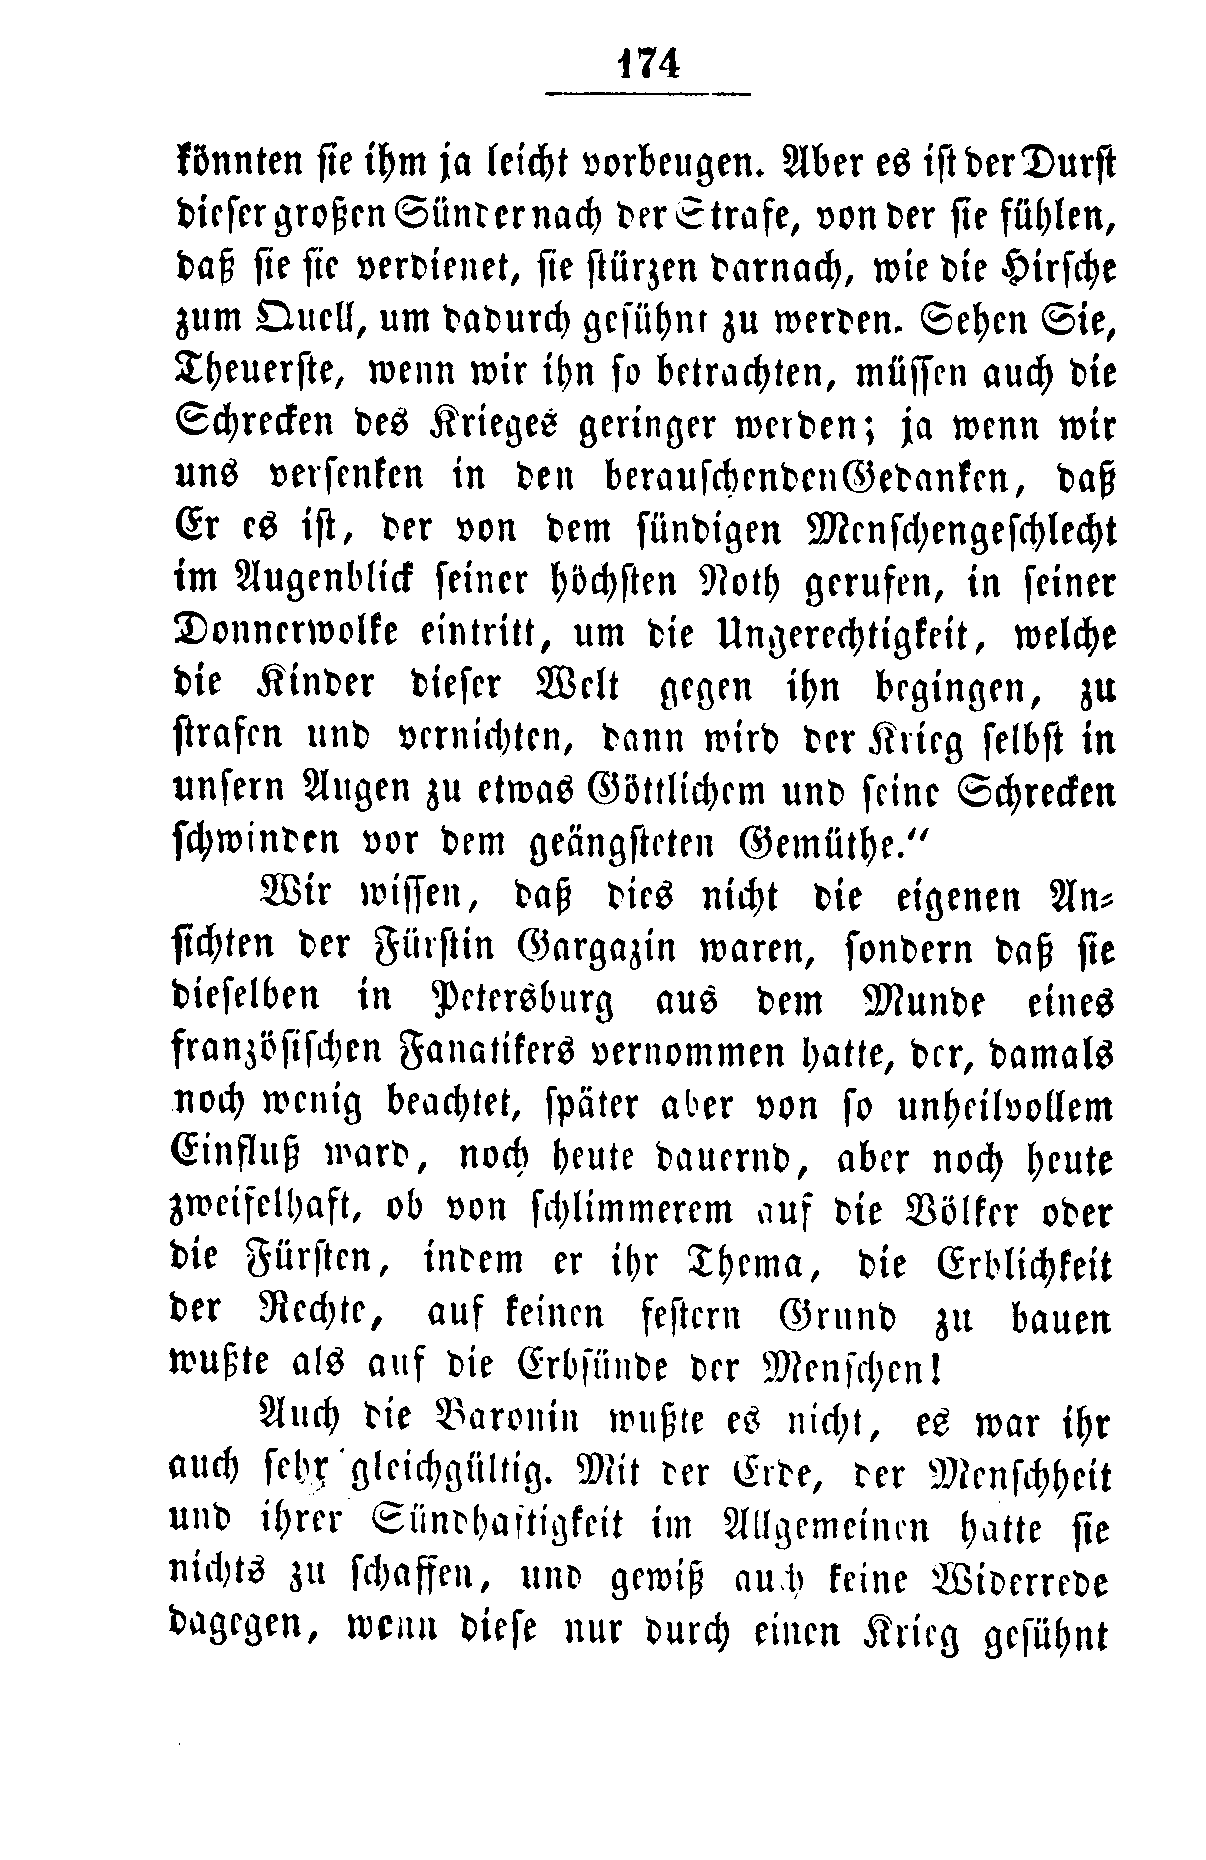 174
könnten sie ihm ja leicht vorbeugen. Aber es ist der Durst
dieser großen Sünder nach der Strafe, von der sie fühlen,
daß sie sie verdienet, sie stürzen darnach, wie die Hirsche
zum Quell, um dadurch gesühnt zu werden. Sehen Sie,
Theuerste, wenn wir ihn so betrachten, müssen auch die
Schrecken des Krieges geringer werden; ja wenn wir
uns versenken in den berauschenden Gedanken, daß
Er es ist, der von dem sündigen Menschengeschlecht
im Augenblick seiner höchsten Noth gerufen, in seiner
Donnerwolke eintritt, um die Ungerechtigkeit, welche
die Kinder dieser Welt gegen ihn begingen, zu
strafen und vernichten, dann wird der Krieg selbst in
unsern Augen zu etwas Göttlichem und seine Schrecken
schwinden vor dem geängsteten Gemüthe."
Wir wissen, daß dies nicht die eigenen An-
sichten der Fürstin Gargazin waren, sondern daß sie
dieselben in Petersburg aus dem Munde eines
französischen Fanatikers vernommen hatte, der, damals
noch wenig beachtet, später aber von so unheilvollem
Einfluß ward, noch heute dauernd, aber noch heute
zweifelhaft, ob von schlimmerem auf die Völker oder
die Fürsten, indem er ihr Thema, die Erblichkeit
der Rechte, auf keinen festern Grund zu bauen
wußte als auf die Erbsünde der Menschen!
Auch die Baronin wußte es nicht, es war ihr
auch sehr gleichgültig. Mit der Erde, der Menschheit
und ihrer Sündhaftigkeit im Allgemeinen hatte sie
nichts zu schaffen, und gewiß auch keine Widerrede
dagegen, wenn diese nur durch einen Krieg gesühnt